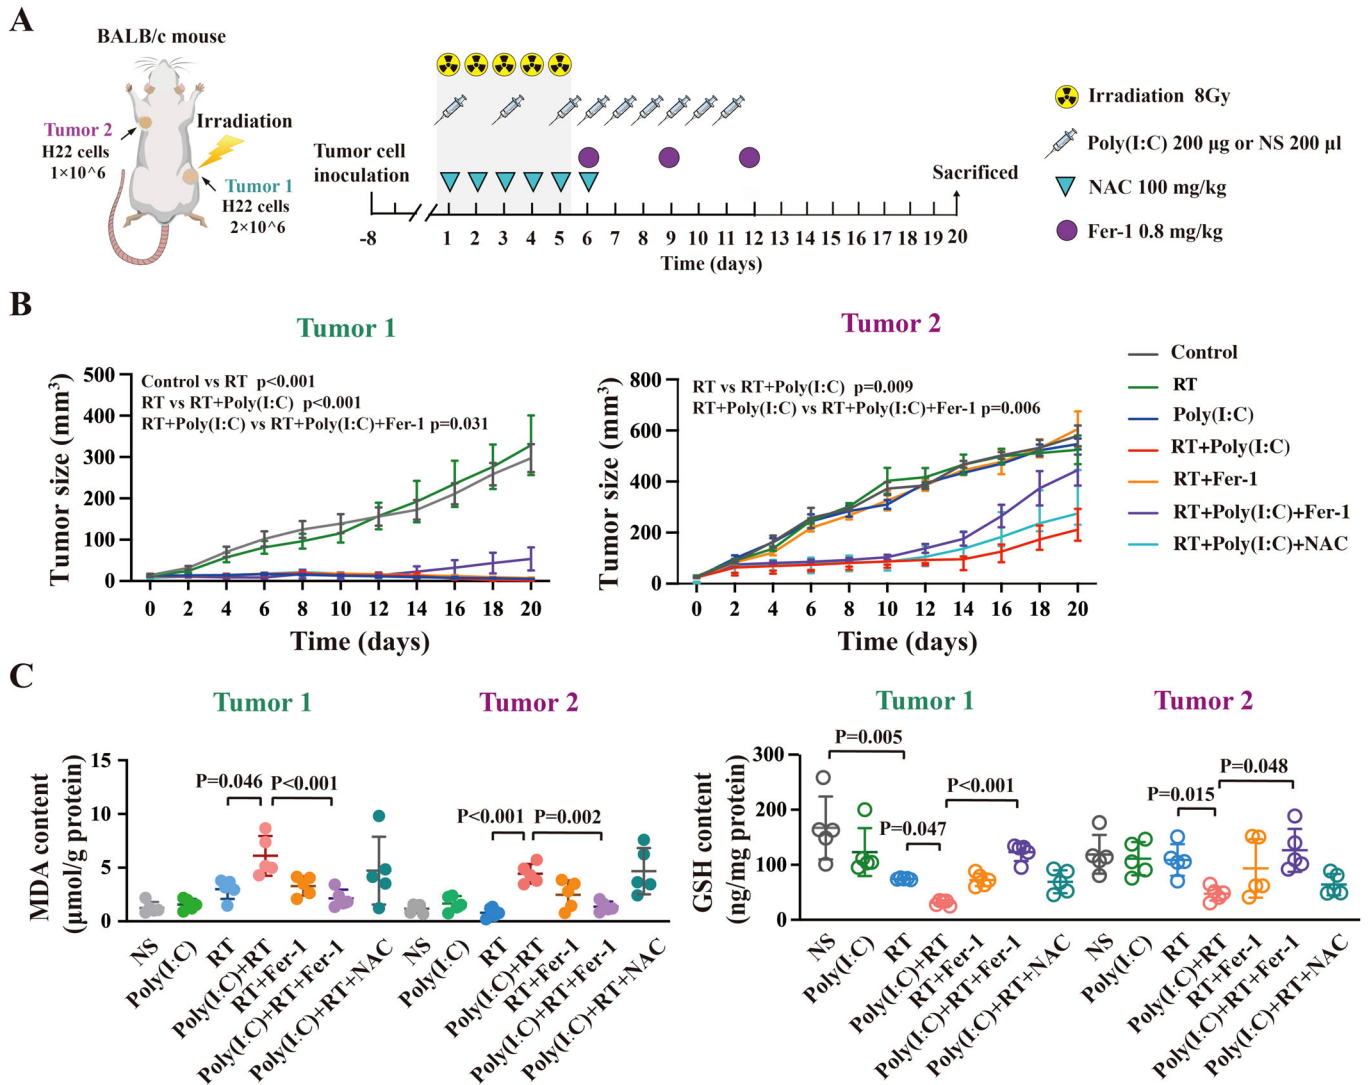 A
BALB/c mouse
Irradiation
Tumor 2
H22 cells
1×10^6
Tumor 1
H22 cells
2×10^6
Tumor cell
inoculation
Sacrificed
-8 1 2 3 4 5 6 7 8 9 10 11 12 13 14 15 16 17 18 19 20
Time (days)
Irradiation 8Gy
Poly(I:C) 200 μg or NS 200 μl
NAC 100 mg/kg
Fer-1 0.8 mg/kg
B
Tumor 1
Control vs RT p<0.001
RT vs RT+Poly(I:C) p<0.001
RT+Poly(I:C) vs RT+Poly(I:C)+Fer-1 p=0.031
Tumor size (mm³)
500
400
300
200
100
0
0 2 4 6 8 10 12 14 16 18 20
Time (days)
Tumor 2
RT vs RT+Poly(I:C) p=0.009
RT+Poly(I:C) vs RT+Poly(I:C)+Fer-1 p=0.006
Tumor size (mm³)
800
600
400
200
0
0 2 4 6 8 10 12 14 16 18 20
Time (days)
Control
RT
Poly(I:C)
RT+Poly(I:C)
RT+Fer-1
RT+Poly(I:C)+Fer-1
RT+Poly(I:C)+NAC
C
Tumor 1
Tumor 2
MDA content
(μmol/g protein)
15
10
5
0
P=0.046
P<0.001
P<0.001
P=0.002
NS
Poly(I:C)
RT
Poly(I:C)+RT
RT+Fer-1
Poly(I:C)+RT+Fer-1
Poly(I:C)+RT+NAC
NS
Poly(I:C)
RT
Poly(I:C)+RT
RT+Fer-1
Poly(I:C)+RT+Fer-1
Poly(I:C)+RT+NAC
Tumor 1
Tumor 2
GSH content
(ng/mg protein)
300
200
100
0
P=0.005
P=0.047
P<0.001
P=0.015
P=0.048
NS
Poly(I:C)
RT
Poly(I:C)+RT
RT+Fer-1
Poly(I:C)+RT+Fer-1
Poly(I:C)+RT+NAC
NS
Poly(I:C)
RT
Poly(I:C)+RT
RT+Fer-1
Poly(I:C)+RT+Fer-1
Poly(I:C)+RT+NAC